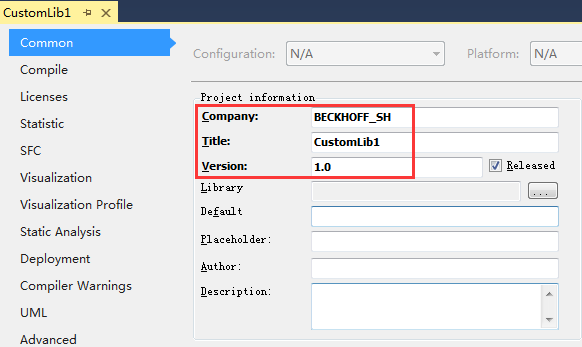 CustomLib1
Common
Compile
Licenses
Statistic
SFC
Visualization
Visualization Profile
Static Analysis
Deployment
Compiler Warnings
UML
Advanced
Configuration: N/A Platform: N/A
Project information
Company: BECKHOFF_SH
Title: CustomLib1
Version: 1.0 Released
Library ...
Default
Placeholder:
Author:
Description: